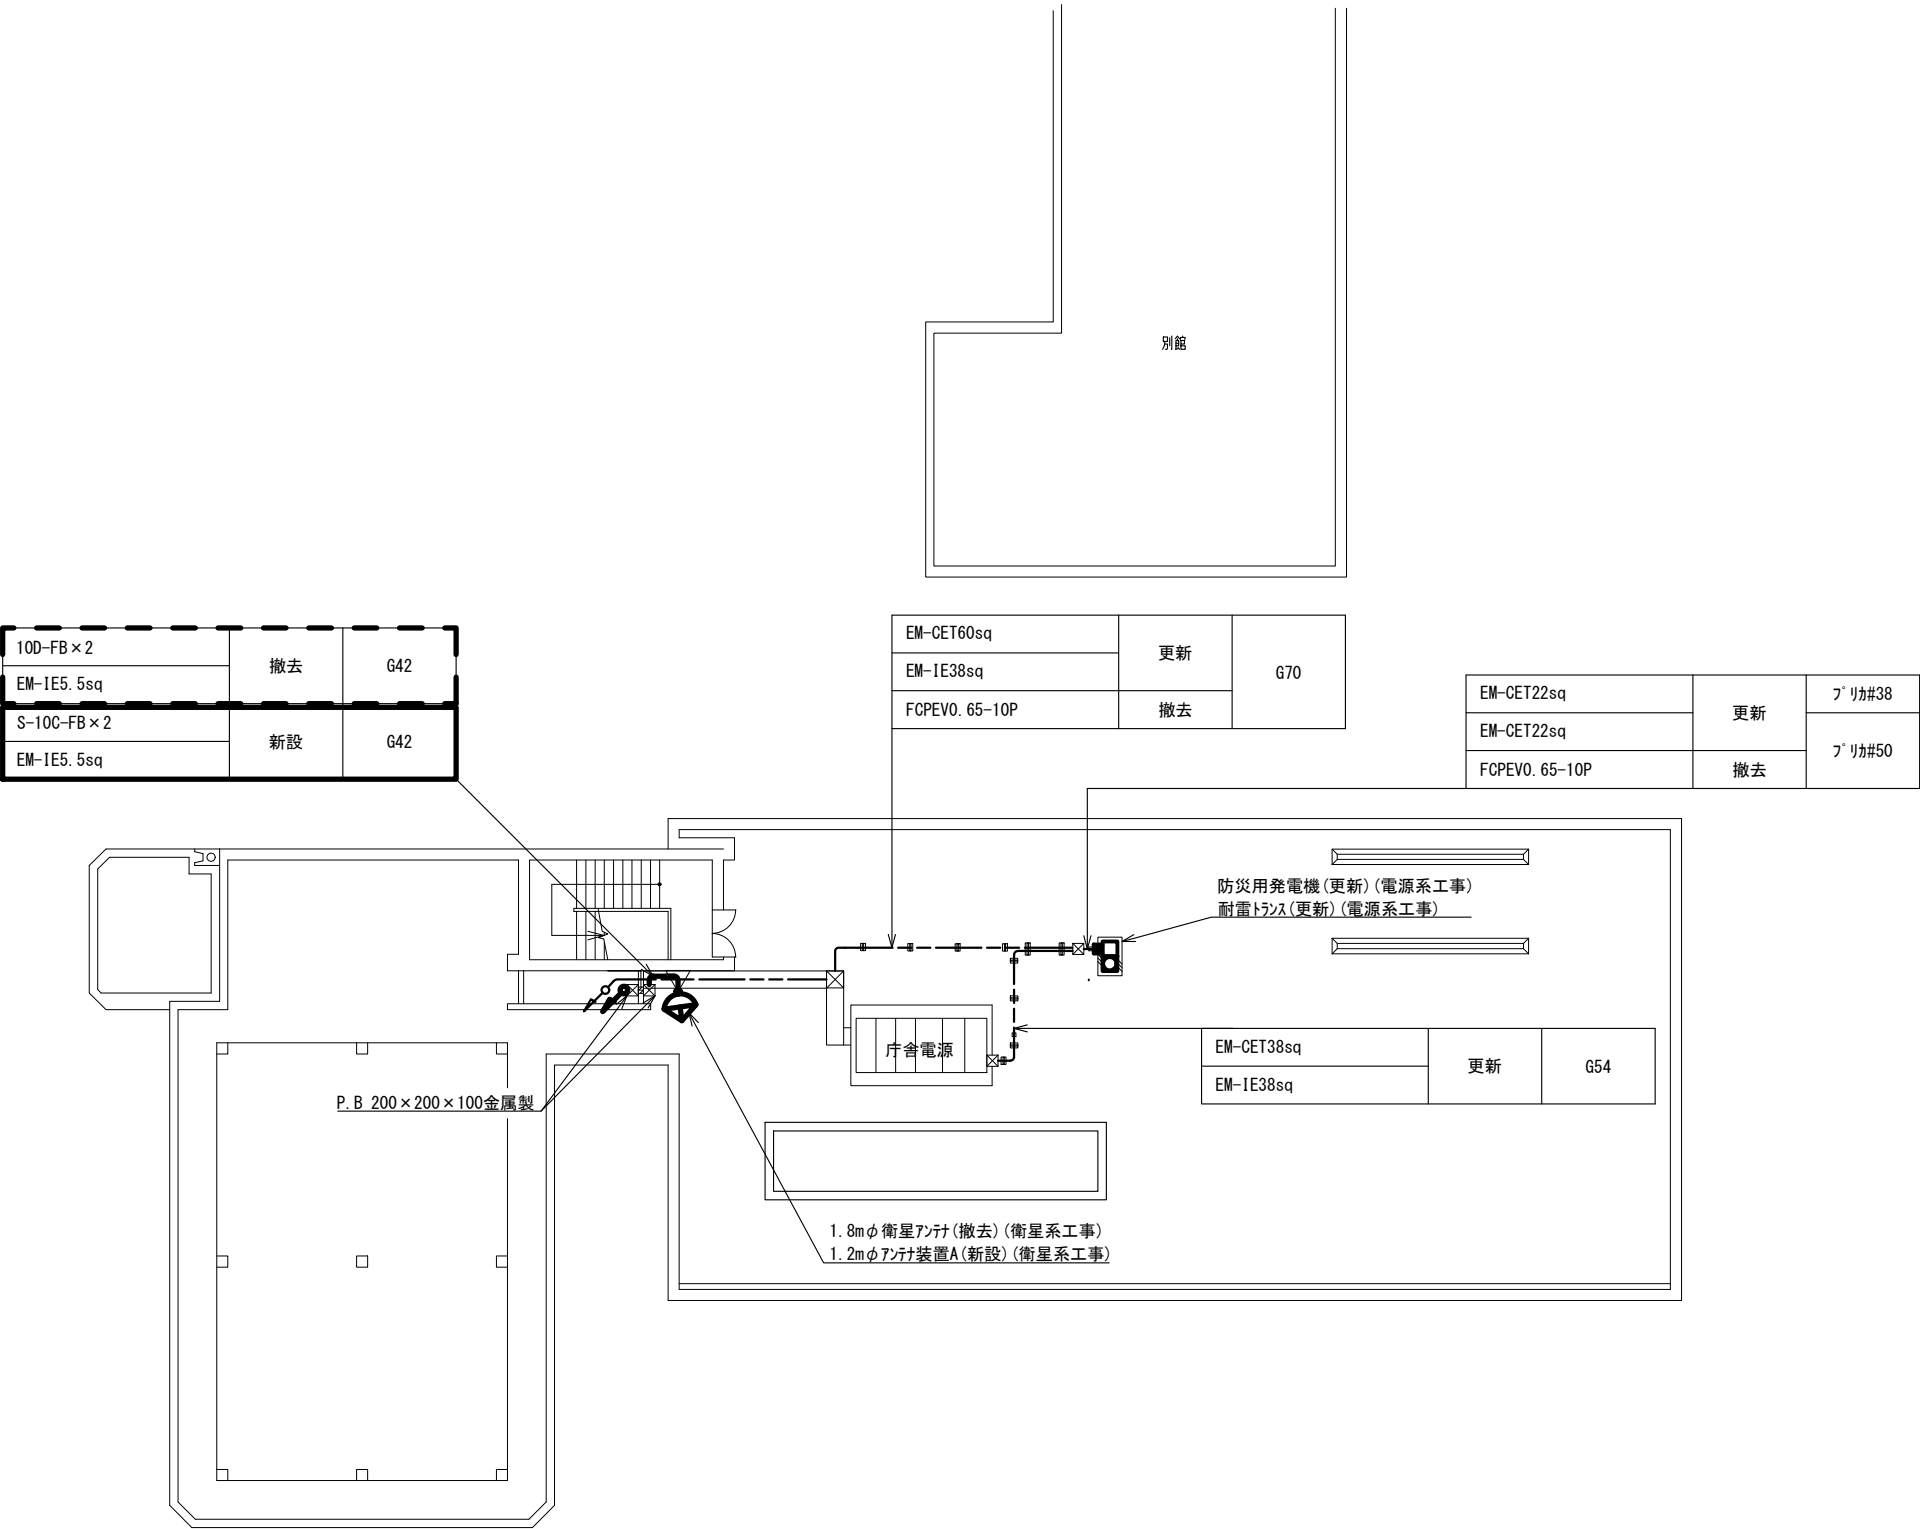 別館
10D-FB×2
撤去
G42
EM-IE5.5sq
S-10C-FB×2
新設
G42
EM-IE5.5sq
EM-CET60sq
更新
G70
EM-IE38sq
FCPEV0.65-10P
撤去
EM-CET22sq
更新
ﾌﾟﾘｶ#38
EM-CET22sq
ﾌﾟﾘｶ#50
FCPEV0.65-10P
撤去
防災用発電機(更新)(電源系工事)
耐雷ﾄﾗﾝｽ(更新)(電源系工事)
庁舎電源
EM-CET38sq
更新
G54
EM-IE38sq
P.B 200×200×100金属製
1.8mφ衛星ｱﾝﾃﾅ(撤去)(衛星系工事)
1.2mφｱﾝﾃﾅ装置A(新設)(衛星系工事)